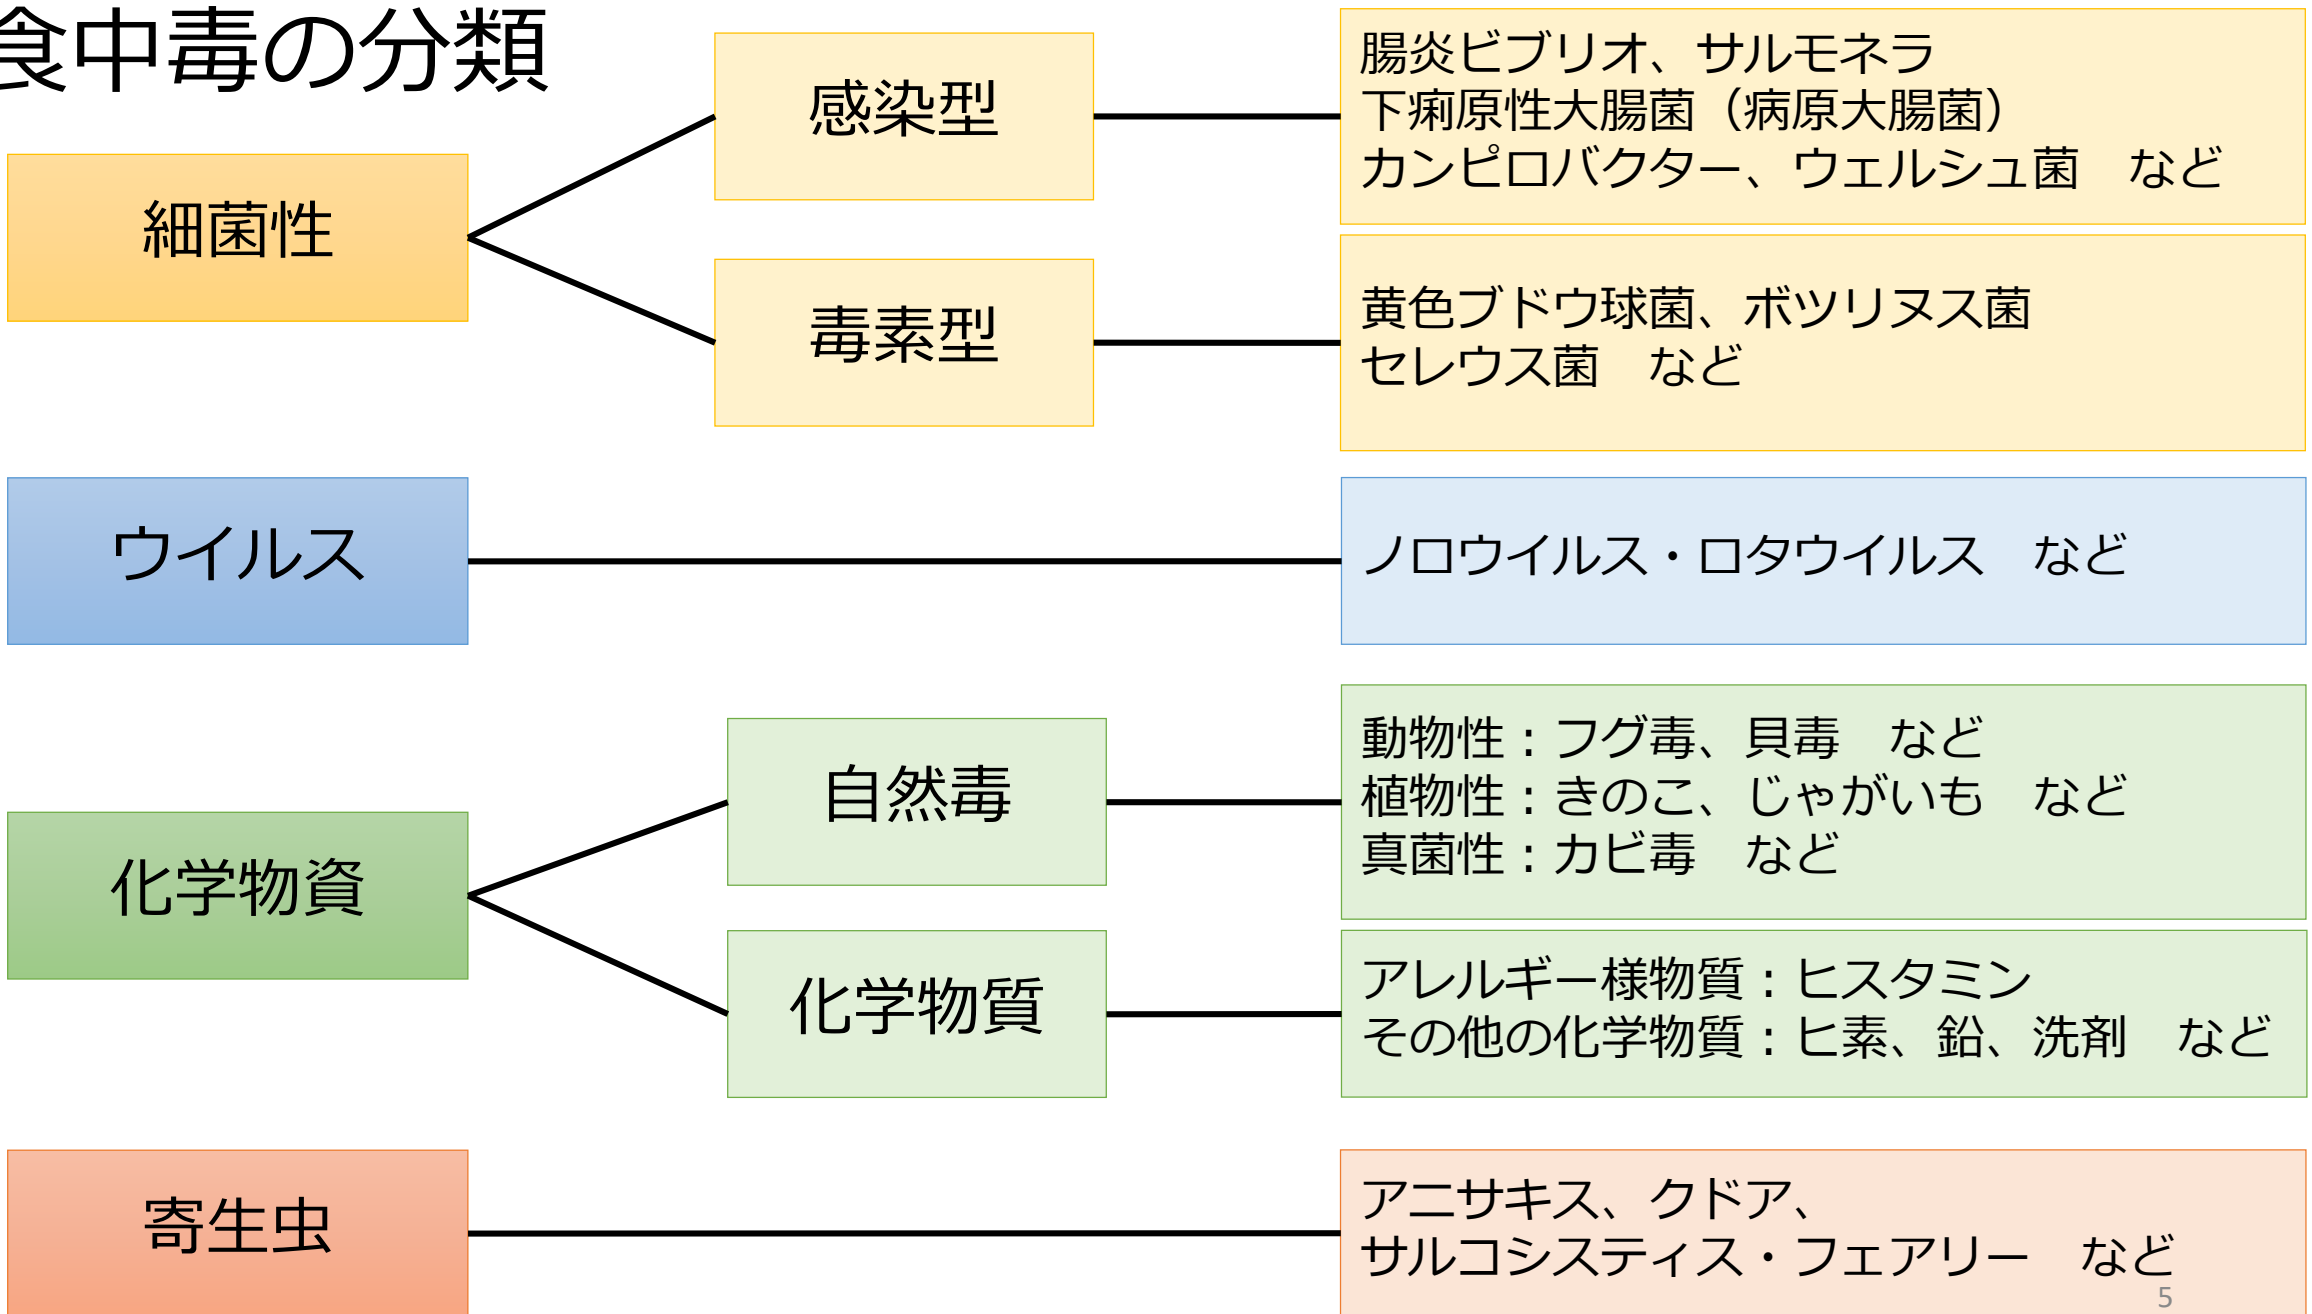 食中毒の分類
細菌性
感染型
腸炎ビブリオ、サルモネラ
下痢原性大腸菌（病原大腸菌）
カンピロバクター、ウェルシュ菌　など
毒素型
黄色ブドウ球菌、ボツリヌス菌
セレウス菌　など
ウイルス
ノロウイルス・ロタウイルス　など
化学物資
自然毒
動物性：フグ毒、貝毒　など
植物性：きのこ、じゃがいも　など
真菌性：カビ毒　など
化学物質
アレルギー様物質：ヒスタミン
その他の化学物質：ヒ素、鉛、洗剤　など
寄生虫
アニサキス、クドア、
サルコシスティス・フェアリー　など
5